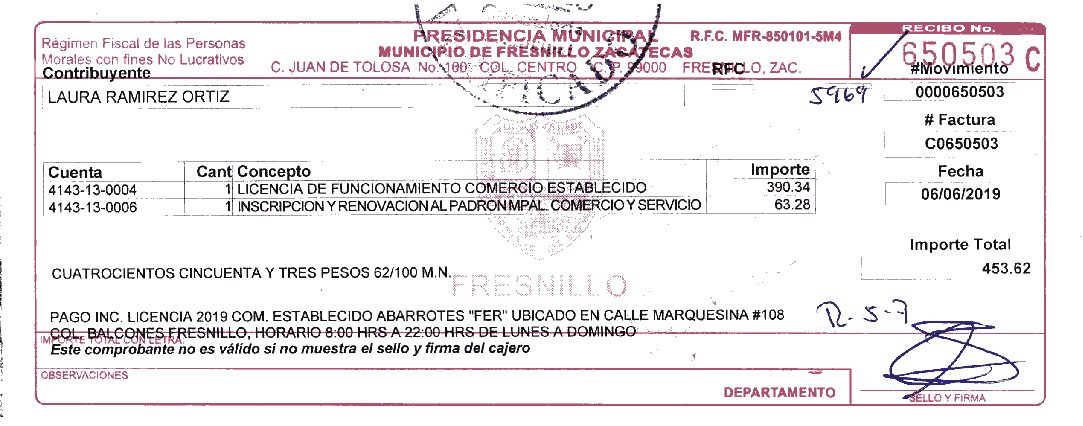 PRESIDENCIA MUNICIPAL
MUNICIPIO DE FRESNILLO ZACATECAS
R.F.C. MFR-850101-5M4
C. JUAN DE TOLOSA No. 100 COL. CENTRO C.P. 99000 FRESNILLO, ZAC.
RECIBO No.
650503 C
Régimen Fiscal de las Personas
Morales con fines No Lucrativos
Contribuyente
RFC
#Movimiento
LAURA RAMIREZ ORTIZ
5969
0000650503
# Factura
C0650503
Cuenta Cant Concepto Importe
Fecha
4143-13-0004 1 LICENCIA DE FUNCIONAMIENTO COMERCIO ESTABLECIDO 390.34
06/06/2019
4143-13-0006 1 INSCRIPCION Y RENOVACION AL PADRON MPAL. COMERCIO Y SERVICIO 63.28
Importe Total
453.62
CUATROCIENTOS CINCUENTA Y TRES PESOS 62/100 M.N.
FRESNILLO
PAGO INC. LICENCIA 2019 COM. ESTABLECIDO ABARROTES "FER" UBICADO EN CALLE MARQUESINA #108
COL. BALCONES FRESNILLO, HORARIO 8:00 HRS A 22:00 HRS DE LUNES A DOMINGO
IMPORTE TOTAL CON LETRA:
Este comprobante no es válido si no muestra el sello y firma del cajero
OBSERVACIONES
DEPARTAMENTO
SELLO Y FIRMA